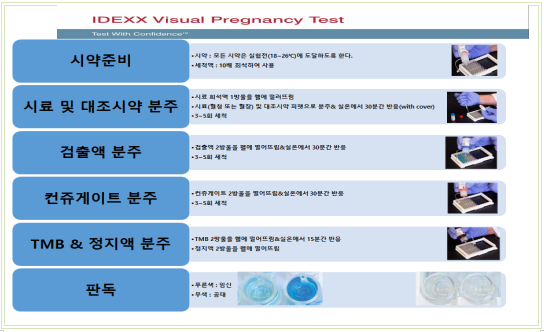 IDEXX Visual Pregnancy Test
Test With Confidence™
시약준비
• 시약 : 모든 시약은 실험전(18~26℃)에 도달하도록 한다.
• 세척액 : 10배 희석하여 사용
시료 및 대조시약 분주
• 시료 희석액 1방울을 웰에 떨러뜨림
• 시료(혈청 또는 혈장) 및 대조시약 피펫으로 분주& 실온에서 30분간 반응(with cover)
• 3~5회 세척
검출액 분주
• 검출액 2방울을 웰에 떨어뜨림&실온에서 30분간 반응
• 3~5회 세척
컨쥬게이트 분주
• 컨쥬게이트 2방울을 떨어뜨림&실온에서 30분간 반응
• 3~5회 세척
TMB & 정지액 분주
• TMB 2방울을 웰에 떨어뜨림&실온에서 15분간 반응
• 정지액 2방울을 웰에 떨어뜨림
판독
• 푸른색 : 임신
• 무색 : 공태